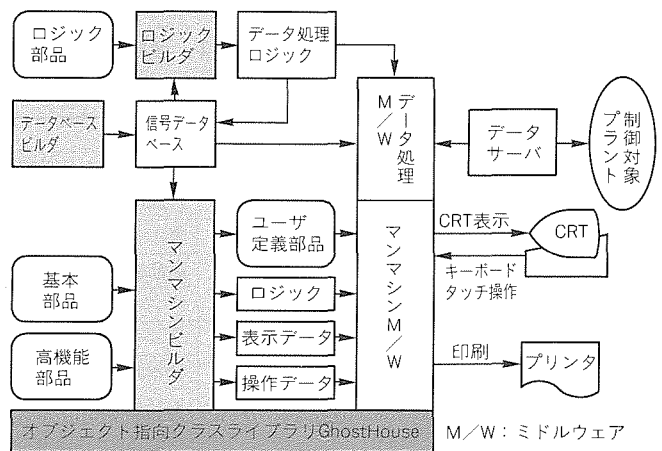 ロジック
部品
ロジック
ビルダ
データ処理
ロジック
データベース
ビルダ
信号データ
ベース
M/W
データ処理
データ
サーバ
制御対象
プラント
マンマシンビルダ
ユーザ
定義部品
ロジック
表示データ
操作データ
マンマシンM/W
CRT表示
CRT
キーボード
タッチ操作
基本
部品
高機能
部品
印刷
プリンタ
オブジェクト指向クラスライブラリGhostHouse
M/W:ミドルウェア